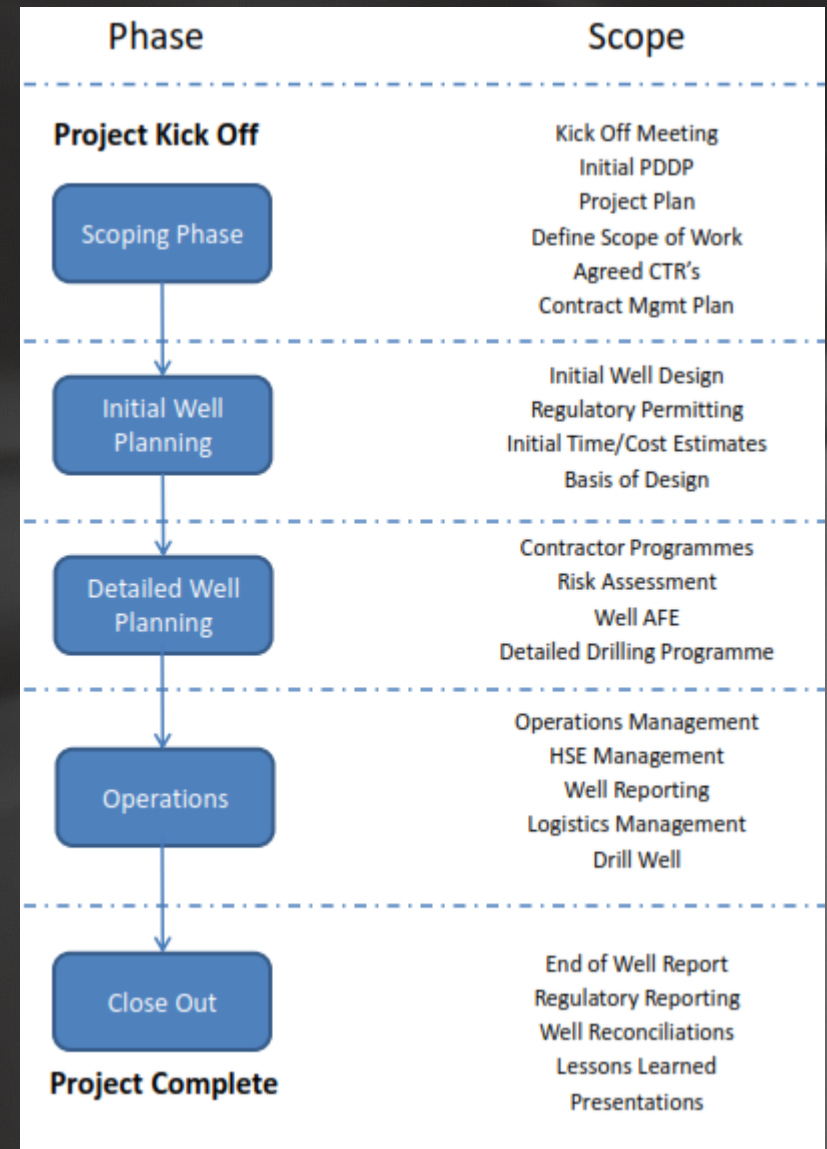 Phase Scope
Project Kick Off
Scoping Phase
Kick Off Meeting
Initial PDDP
Project Plan
Define Scope of Work
Agreed CTR's
Contract Mgmt Plan
Initial Well
Planning
Initial Well Design
Regulatory Permitting
Initial Time/Cost Estimates
Basis of Design
Detailed Well
Planning
Contractor Programmes
Risk Assessment
Well AFE
Detailed Drilling Programme
Operations
Operations Management
HSE Management
Well Reporting
Logistics Management
Drill Well
Close Out
Project Complete
End of Well Report
Regulatory Reporting
Well Reconciliations
Lessons Learned
Presentations